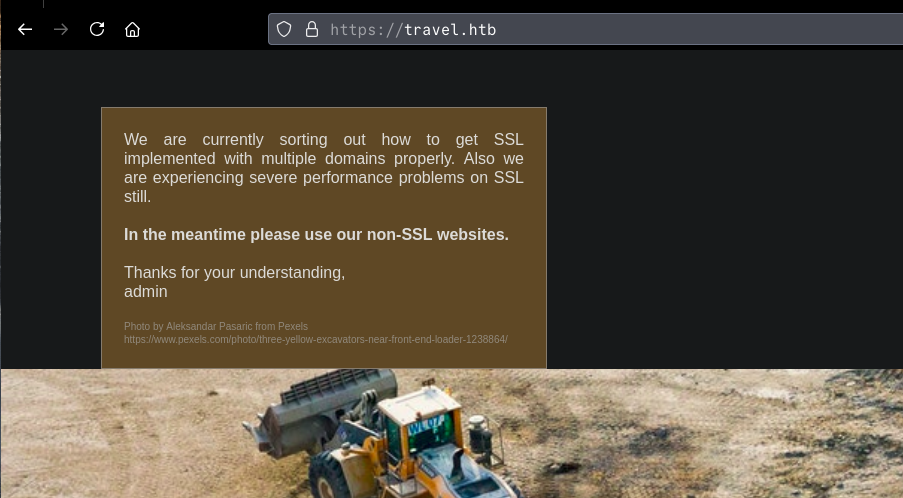 https://travel.htb
We are currently sorting out how to get SSL
implemented with multiple domains properly. Also we
are experiencing severe performance problems on SSL
still.
In the meantime please use our non-SSL websites.
Thanks for your understanding,
admin
Photo by Aleksandar Pasaric from Pexels
https://www.pexels.com/photo/three-yellow-excavators-near-front-end-loader-1238864/